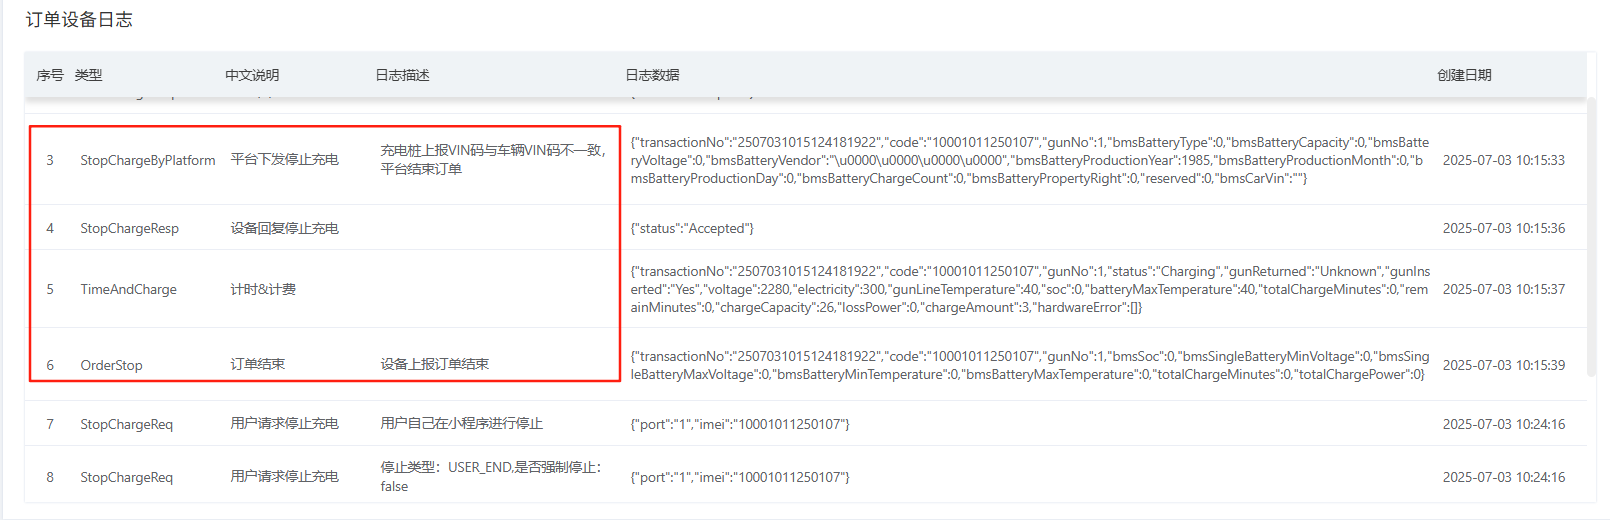 订单设备日志
序号 类型 中文说明 日志描述 日志数据 创建日期
3 StopChargeByPlatform 平台下发停止充电 充电桩上报VIN码与车辆VIN码不一致，
平台结束订单
{"transactionNo":"2507031015124181922","code":"10001011250107","gunNo":1,"bmsBatteryType":0,"bmsBatteryCapacity":0,"bmsBatte
ryVoltage":0,"bmsBatteryVendor":"\u0000\u0000\u0000\u0000","bmsBatteryProductionYear":1985,"bmsBatteryProductionMonth":0,"b
msBatteryProductionDay":0,"bmsBatteryChargeCount":0,"bmsBatteryPropertyRight":0,"reserved":0,"bmsCarVin":""}
2025-07-03 10:15:33
4 StopChargeResp 设备回复停止充电 {"status":"Accepted"} 2025-07-03 10:15:36
5 TimeAndCharge 计时&计费
{"transactionNo":"2507031015124181922","code":"10001011250107","gunNo":1,"status":"Charging","gunReturned":"Unknown","gunIns
erted":"Yes","voltage":2280,"electricity":300,"gunLineTemperature":40,"soc":0,"batteryMaxTemperature":40,"totalChargeMinutes":0,"rem
ainMinutes":0,"chargeCapacity":26,"lossPower":0,"chargeAmount":3,"hardwareError":[]}
2025-07-03 10:15:37
6 OrderStop 订单结束 设备上报订单结束
{"transactionNo":"2507031015124181922","code":"10001011250107","gunNo":1,"bmsSoc":0,"bmsSingleBatteryMinVoltage":0,"bmsSing
leBatteryMaxVoltage":0,"bmsBatteryMinTemperature":0,"bmsBatteryMaxTemperature":0,"totalChargeMinutes":0,"totalChargePower":0}
2025-07-03 10:15:39
7 StopChargeReq 用户请求停止充电 用户自己在小程序进行停止 {"port":"1","imei":"10001011250107"} 2025-07-03 10:24:16
8 StopChargeReq 用户请求停止充电 停止类型：USER_END,是否强制停止：
false
{"port":"1","imei":"10001011250107"} 2025-07-03 10:24:16